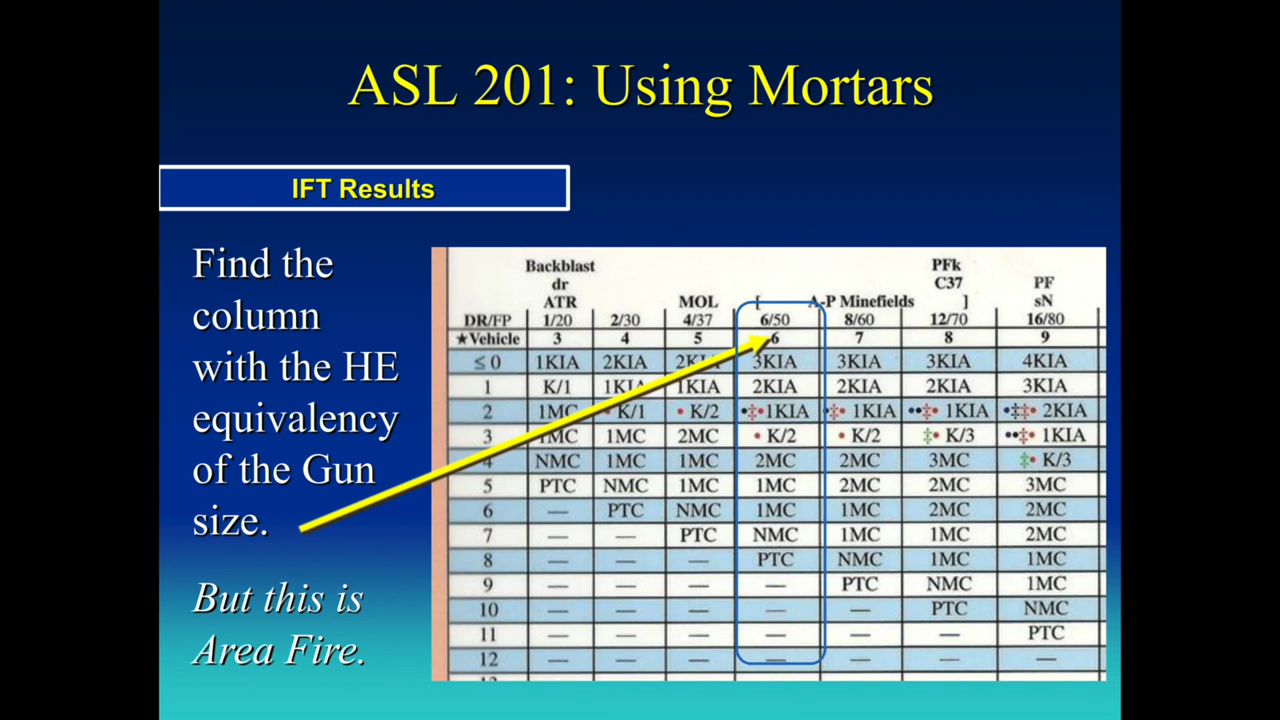 ASL 201: Using Mortars
IFT Results
Find the
column
with the HE
equivalency
of the Gun
size.
But this is
Area Fire.
Backblast PFk
dr C37 PF
ATR MOL [ A-P Minefields ] sN
DR/FP 1/20 2/30 4/37 6/50 8/60 12/70 16/80
★Vehicle 3 4 5 6 7 8 9
≤0 1KIA 2KIA 2KIA 3KIA 3KIA 3KIA 4KIA
1 K/1 1KIA 1KIA 2KIA 2KIA 2KIA 3KIA
2 1MC • K/1 • K/2 •‡•1KIA ‡• 1KIA ••‡• 1KIA •‡‡• 2KIA
3 1MC 1MC 2MC • K/2 • K/2 ‡• K/3 ••‡• 1KIA
4 NMC 1MC 1MC 2MC 2MC 3MC ‡• K/3
5 PTC NMC 1MC 1MC 2MC 2MC 3MC
6 — PTC NMC 1MC 1MC 2MC 2MC
7 — — PTC NMC 1MC 1MC 2MC
8 — — — PTC NMC 1MC 1MC
9 — — — — PTC NMC 1MC
10 — — — — — PTC NMC
11 — — — — — — PTC
12 — — — — — — —